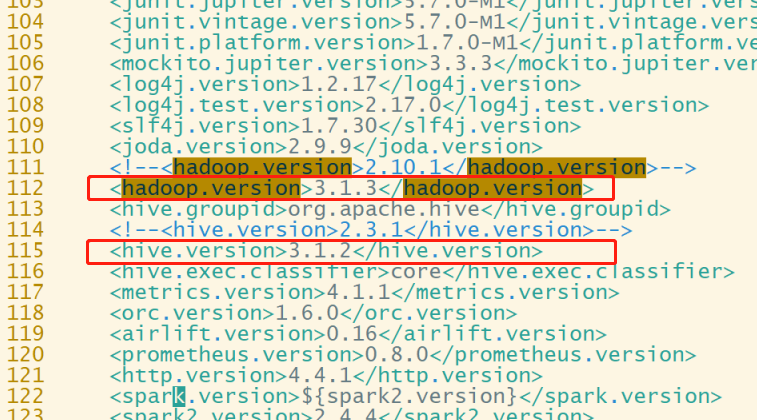 103 <junit.jupiter.version>5.7.0-M1</junit.jupiter.version
104 <junit.vintage.version>5.7.0-M1</junit.vintage.version
105 <junit.platform.version>1.7.0-M1</junit.platform.vers
106 <mockito.jupiter.version>3.3.3</mockito.jupiter.ver
107 <log4j.version>1.2.17</log4j.version>
108 <log4j.test.version>2.17.0</log4j.test.version>
109 <slf4j.version>1.7.30</slf4j.version>
110 <joda.version>2.9.9</joda.version>
111 <!--<hadoop.version>2.10.1</hadoop.version>-->
112 <hadoop.version>3.1.3</hadoop.version>
113 <hive.groupid>org.apache.hive</hive.groupid>
114 <!--<hive.version>2.3.1</hive.version>-->
115 <hive.version>3.1.2</hive.version>
116 <hive.exec.classifier>core</hive.exec.classifier>
117 <metrics.version>4.1.1</metrics.version>
118 <orc.version>1.6.0</orc.version>
119 <airlift.version>0.16</airlift.version>
120 <prometheus.version>0.8.0</prometheus.version>
121 <http.version>4.4.1</http.version>
122 <spark.version>${spark2.version}</spark.version>
123 <spark2.version>2.4.4</spark2.version>